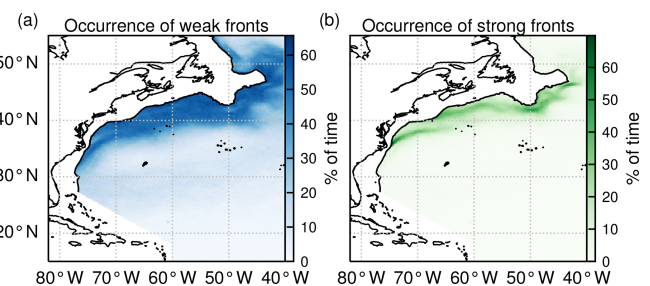 (a) Occurrence of weak fronts
50°N
40°N
30°N
20°N
80°W 70°W 60°W 50°W 40°W
60
50
40
30
20
10
0
% of time
(b) Occurrence of strong fronts
80°W 70°W 60°W 50°W 40°W
60
50
40
30
20
10
0
% of time